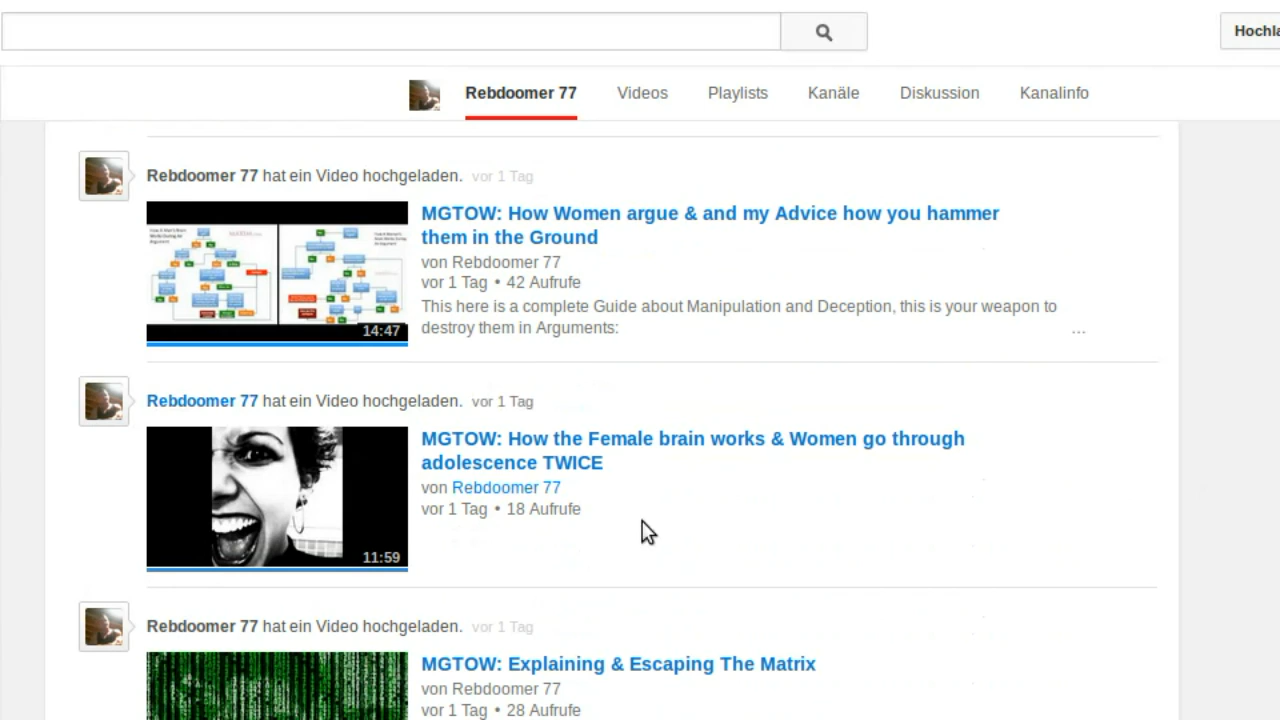 Hochla
Rebdoomer 77 Videos Playlists Kanäle Diskussion Kanalinfo
Rebdoomer 77 hat ein Video hochgeladen. vor 1 Tag
MGTOW: How Women argue & and my Advice how you hammer
them in the Ground
von Rebdoomer 77
vor 1 Tag • 42 Aufrufe
This here is a complete Guide about Manipulation and Deception, this is your weapon to
destroy them in Arguments:
...
14:47
Rebdoomer 77 hat ein Video hochgeladen. vor 1 Tag
MGTOW: How the Female brain works & Women go through
adolescence TWICE
von Rebdoomer 77
vor 1 Tag • 18 Aufrufe
11:59
Rebdoomer 77 hat ein Video hochgeladen. vor 1 Tag
MGTOW: Explaining & Escaping The Matrix
von Rebdoomer 77
vor 1 Tag • 28 Aufrufe